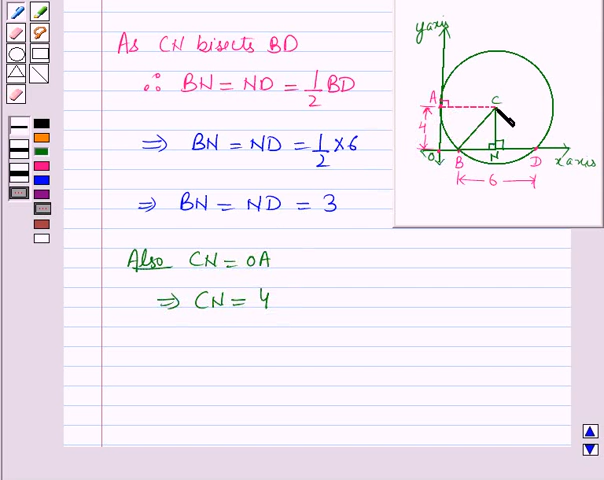 As CN bisects BD
∴ BN = ND = 1/2 BD
⇒ BN = ND = 1/2 × 6
⇒ BN = ND = 3
Also CN = OA
⇒ CN = 4
y axis
A
C
4
O
B
N
D
x axis
6